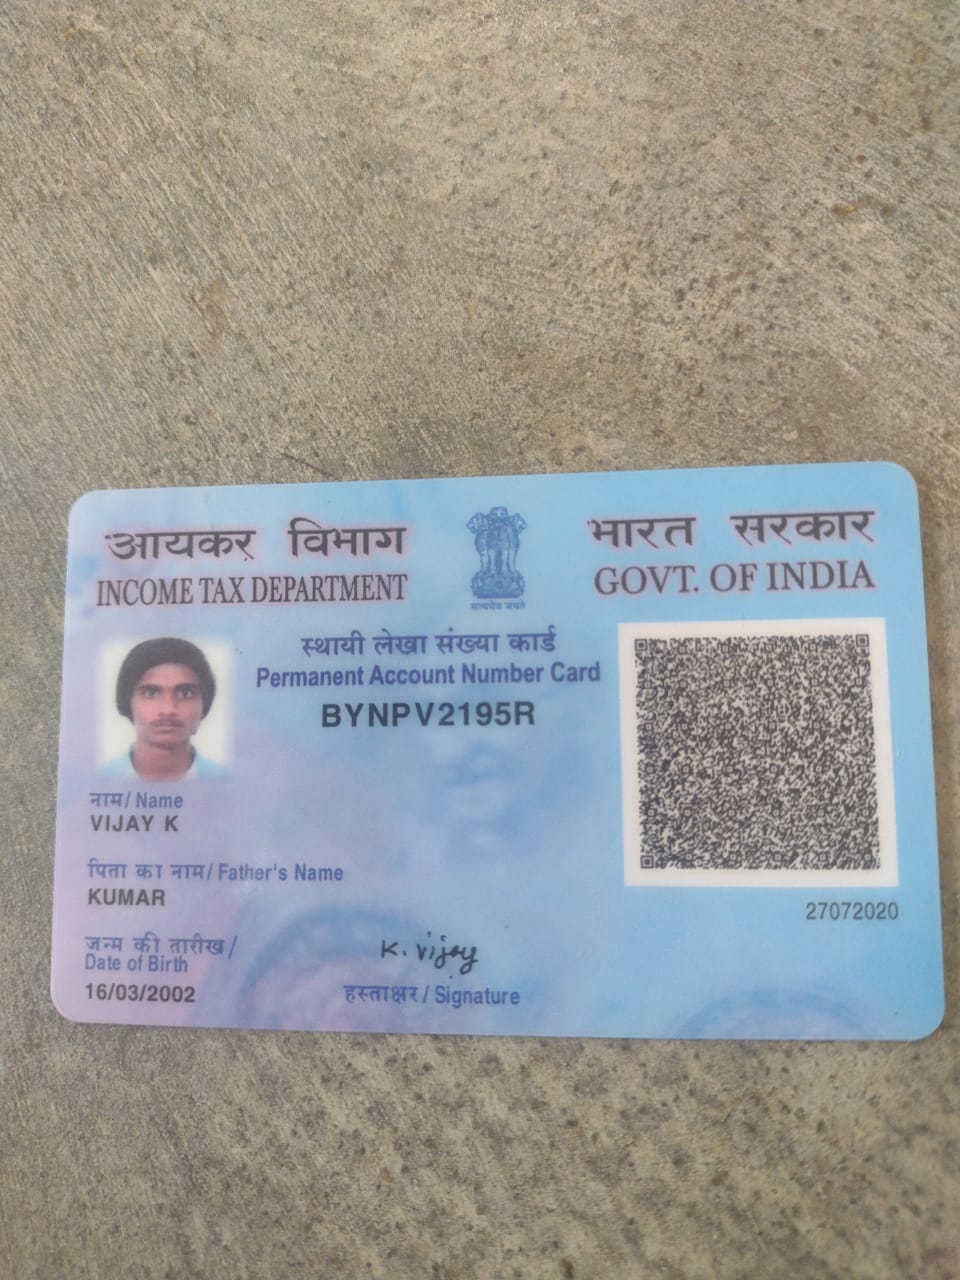 आयकर विभाग
INCOME TAX DEPARTMENT
सत्यमेव जयते
भारत सरकार
GOVT. OF INDIA
स्थायी लेखा संख्या कार्ड
Permanent Account Number Card
BYNPV2195R
नाम/ Name
VIJAY K
पिता का नाम/ Father's Name
KUMAR
जन्म की तारीख/
Date of Birth
16/03/2002
K. Vijay
हस्ताक्षर/ Signature
27072020